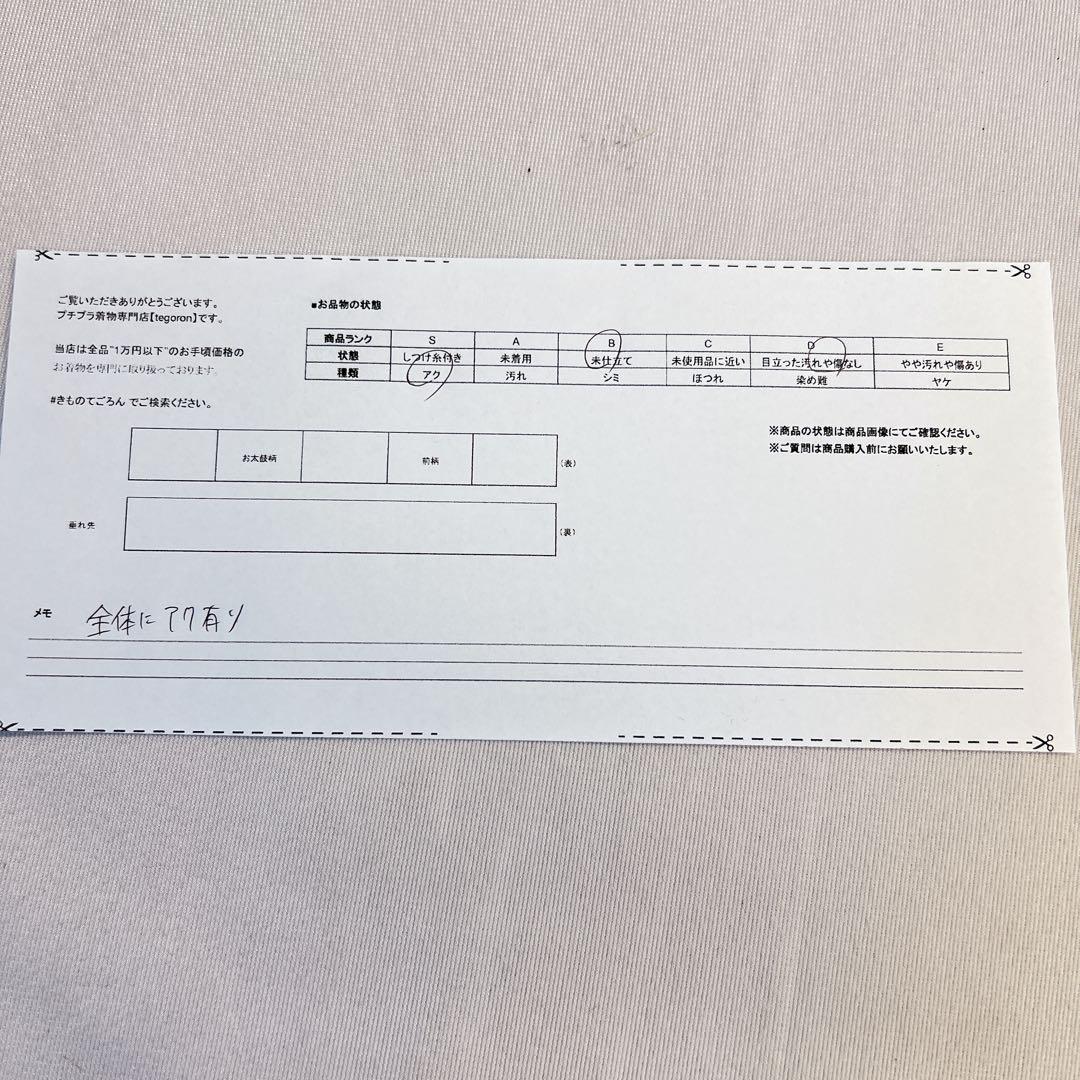 ご覧いただきありがとうございます。
プチプラ着物専門店【tegoron】です。
当店は全品"1万円以下"のお手頃価格の
お着物を専門に取り扱っております。
#きものてごろん でご検索ください。
■お品物の状態
商品ランク S A B C D E
状態 しつけ糸付き 未着用 未仕立て 未使用品に近い 目立った汚れや傷なし やや汚れや傷あり
種類 アク 汚れ シミ ほつれ 染め難 ヤケ
※商品の状態は商品画像にてご確認ください。
※ご質問は商品購入前にお願いいたします。
お太鼓柄 前柄 (表)
垂れ先 (裏)
メモ 全体にアク有り